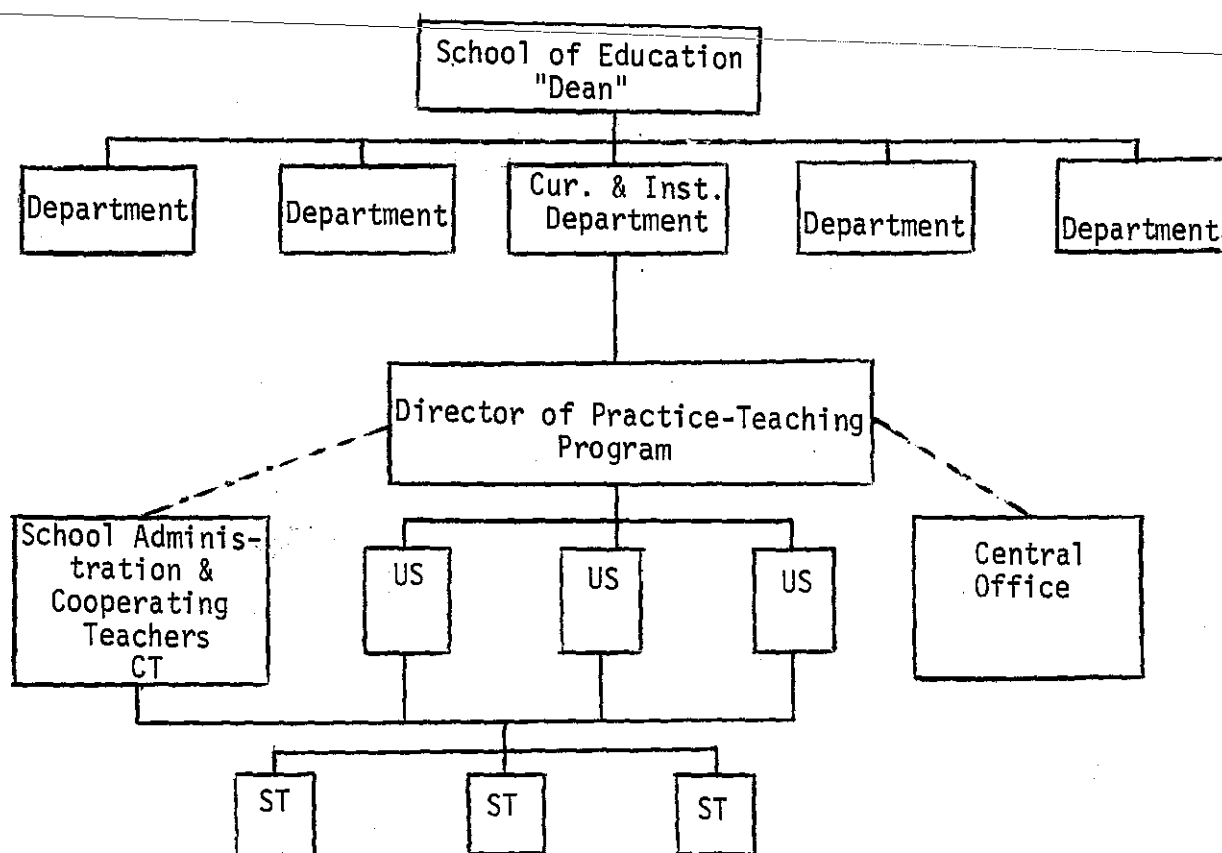 School of Education
"Dean"
Department
Department
Cur. & Inst.
Department
Department
Department
Director of Practice-Teaching
Program
School Adminis-
tration &
Cooperating
Teachers
CT
US
US
US
Central
Office
ST
ST
ST